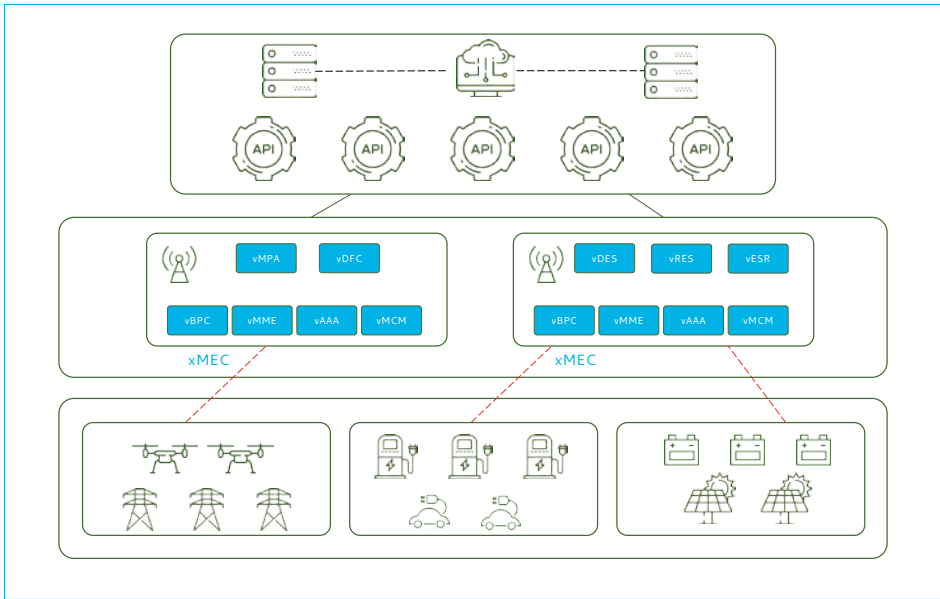 API API API API API
vMPA vDFC
vBPC vMME vAAA vMCM
xMEC
vDES vRES vESR
vBPC vMME vAAA vMCM
xMEC